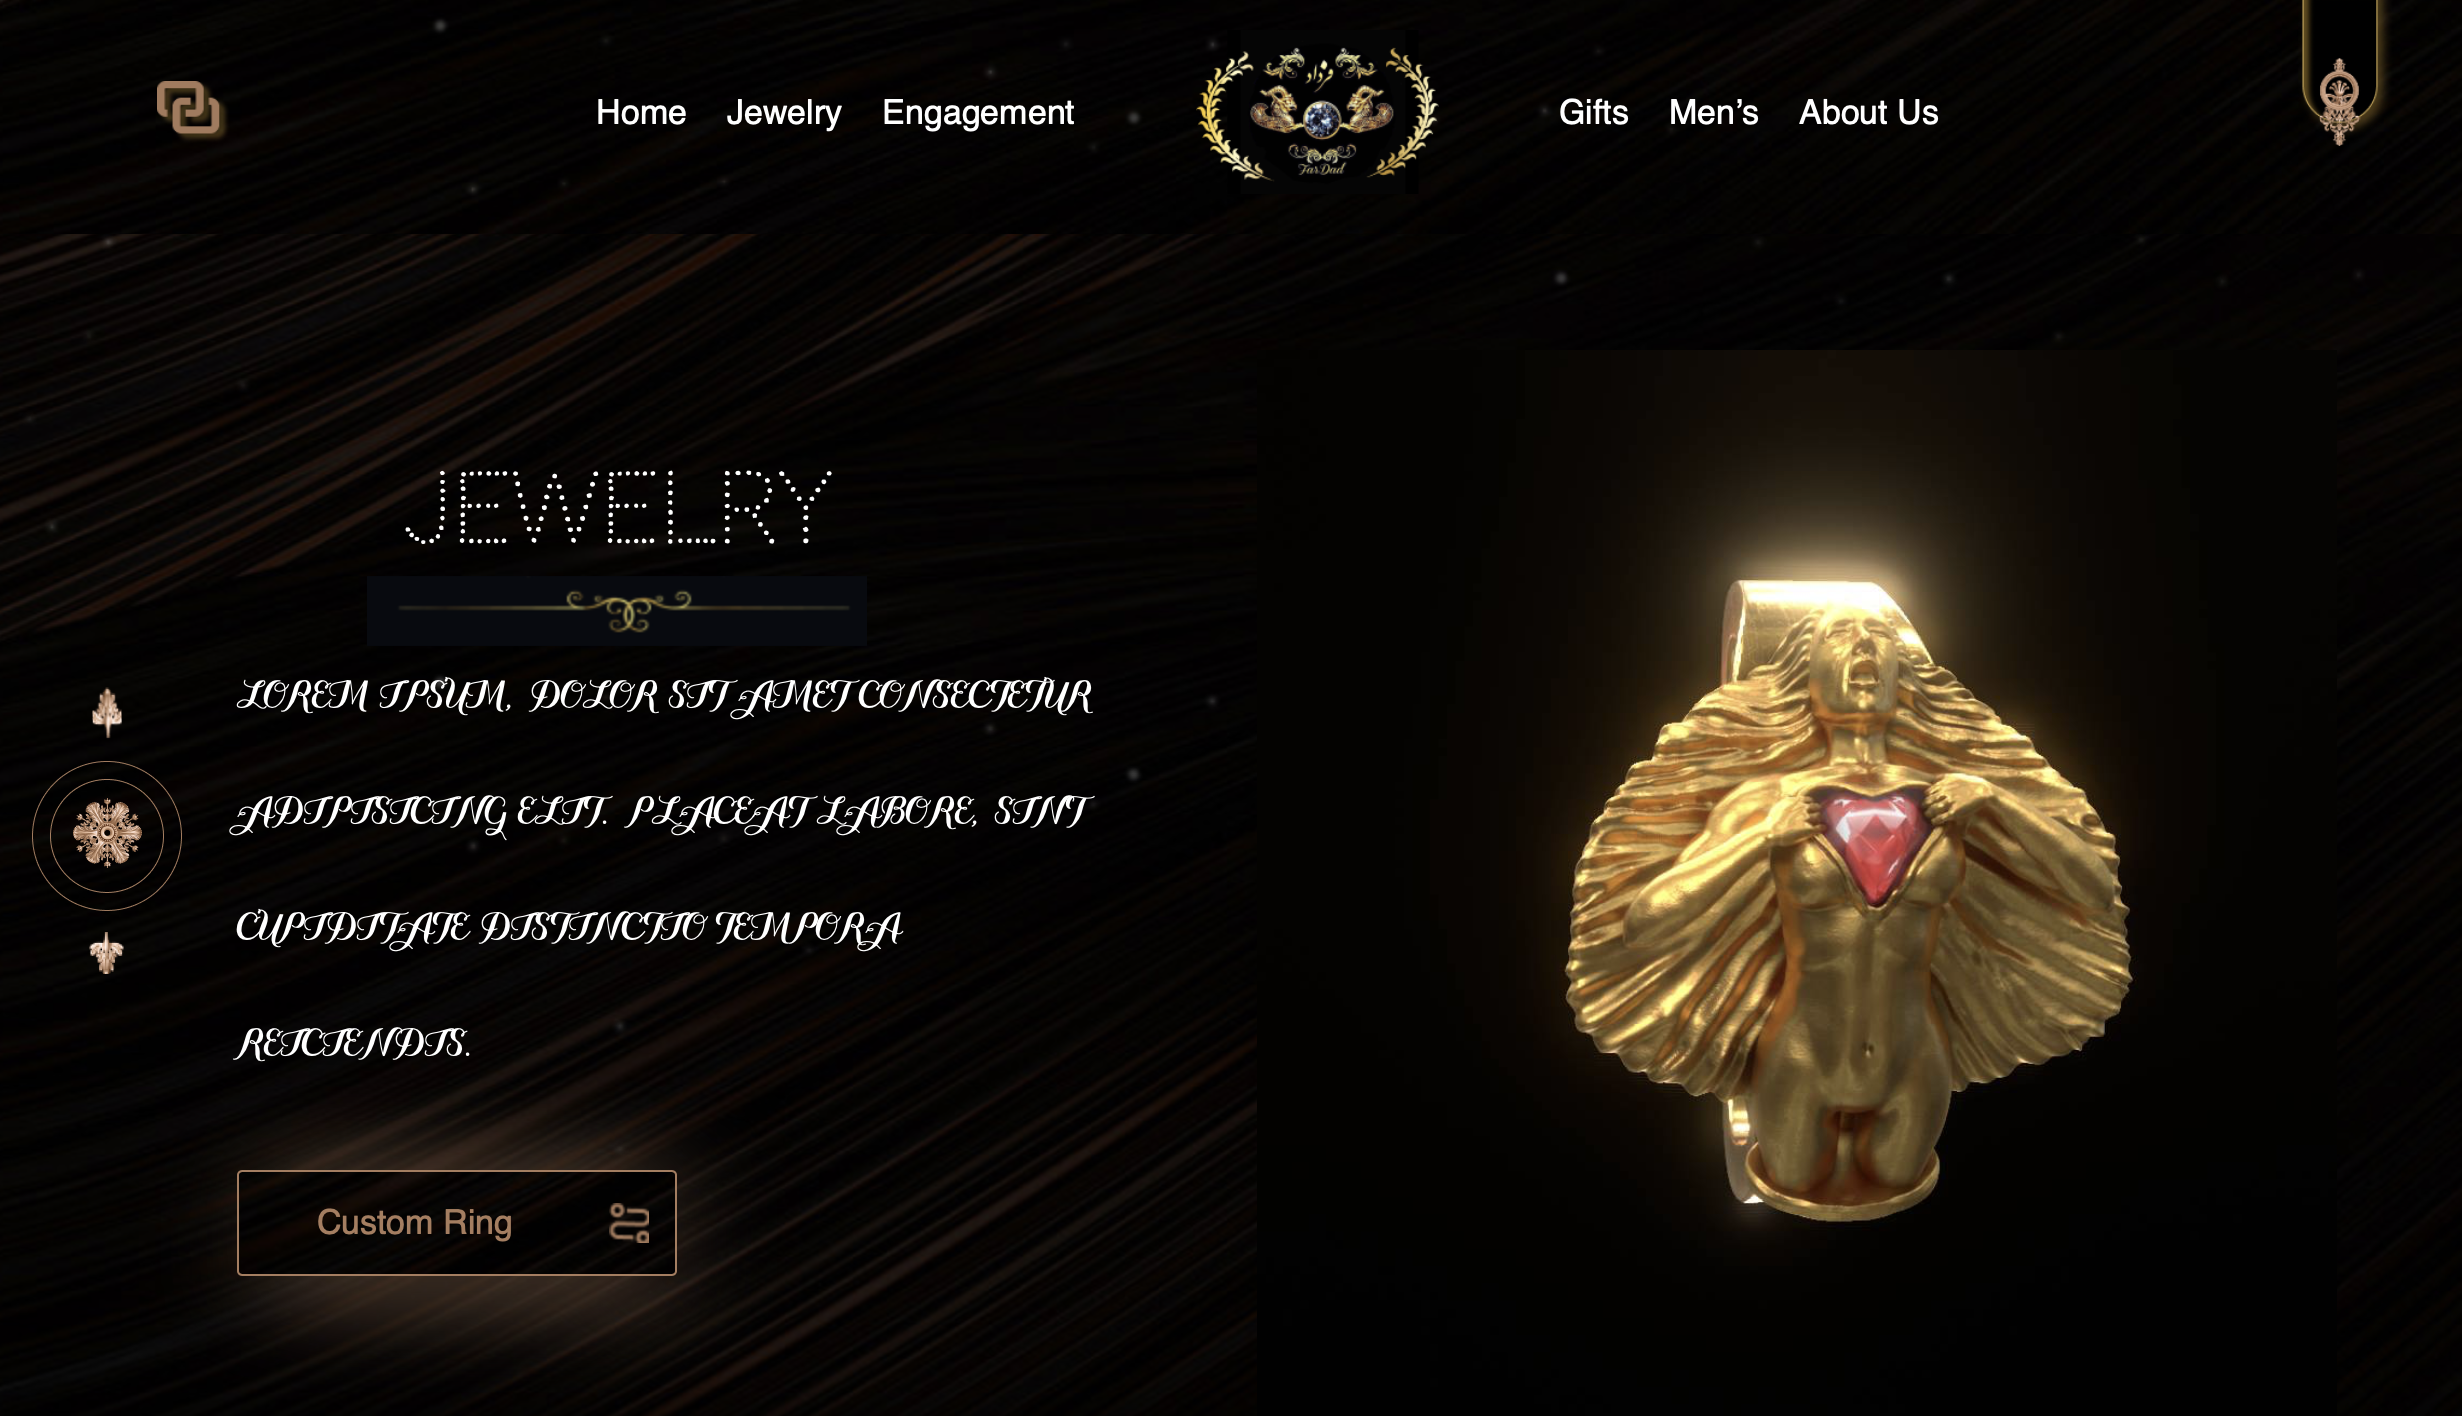 Home Jewelry Engagement
فرداد
FarDad
Gifts Men’s About Us
JEWELRY
LOREM IPSUM, DOLOR SIT AMET CONSECTETUR
ADIPISICING ELIT. PLACEAT LABORE, SINT
CUPIDITATE DISTINCTIO TEMPORA
REICIENDIS.
Custom Ring